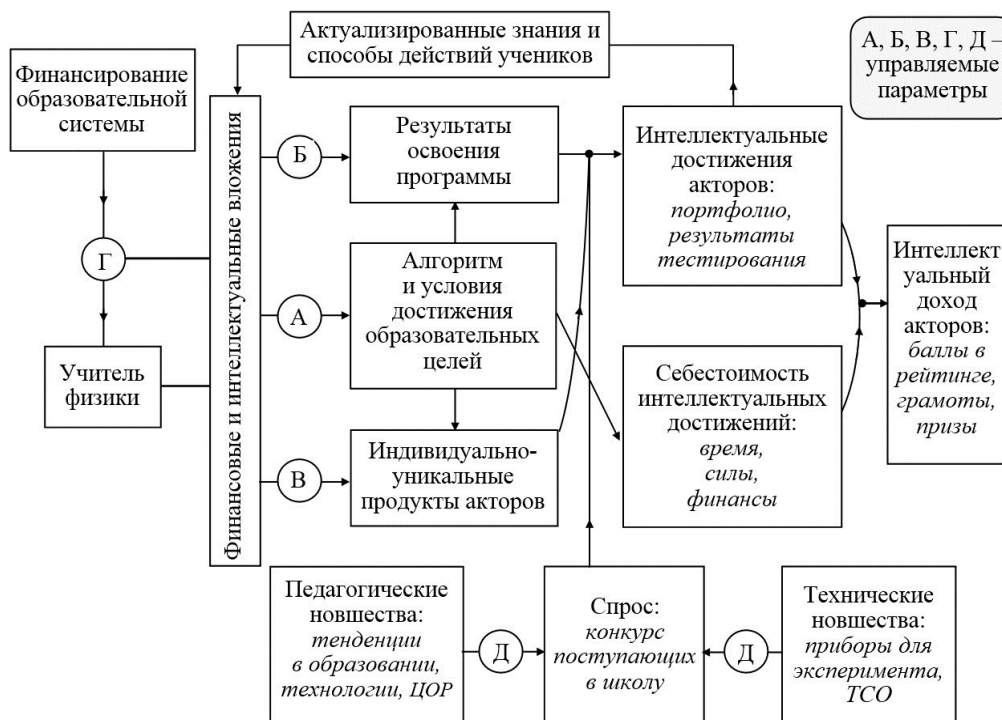 Актуализированные знания и
способы действий учеников
А, Б, В, Г, Д –
управляемые
параметры
Финансирование
образовательной
системы
Г
Учитель
физики
Финансовые и интеллектуальные вложения
Б
Результаты
освоения
программы
А
Алгоритм
и условия
достижения
образовательных
целей
В
Индивидуально-
уникальные
продукты акторов
Интеллектуальные
достижения
акторов:
портфолио,
результаты
тестирования
Себестоимость
интеллектуальных
достижений:
время,
силы,
финансы
Интеллект
уальный
доход
акторов:
баллы в
рейтинге,
грамоты,
призы
Педагогические
новшества:
тенденции
в образовании,
технологии, ЦОР
Д
Спрос:
конкурс
поступающих
в школу
Д
Технические
новшества:
приборы для
эксперимента,
ТСО